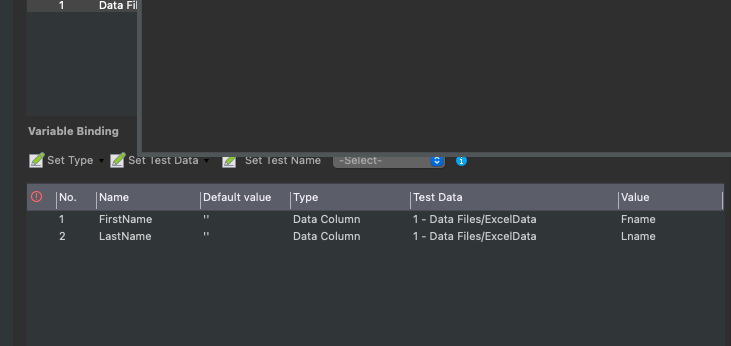 1 Data Fil
Variable Binding
Set Type Set Test Data Set Test Name -Select-
No. Name Default value Type Test Data Value
1 FirstName '' Data Column 1 - Data Files/ExcelData Fname
2 LastName '' Data Column 1 - Data Files/ExcelData Lname